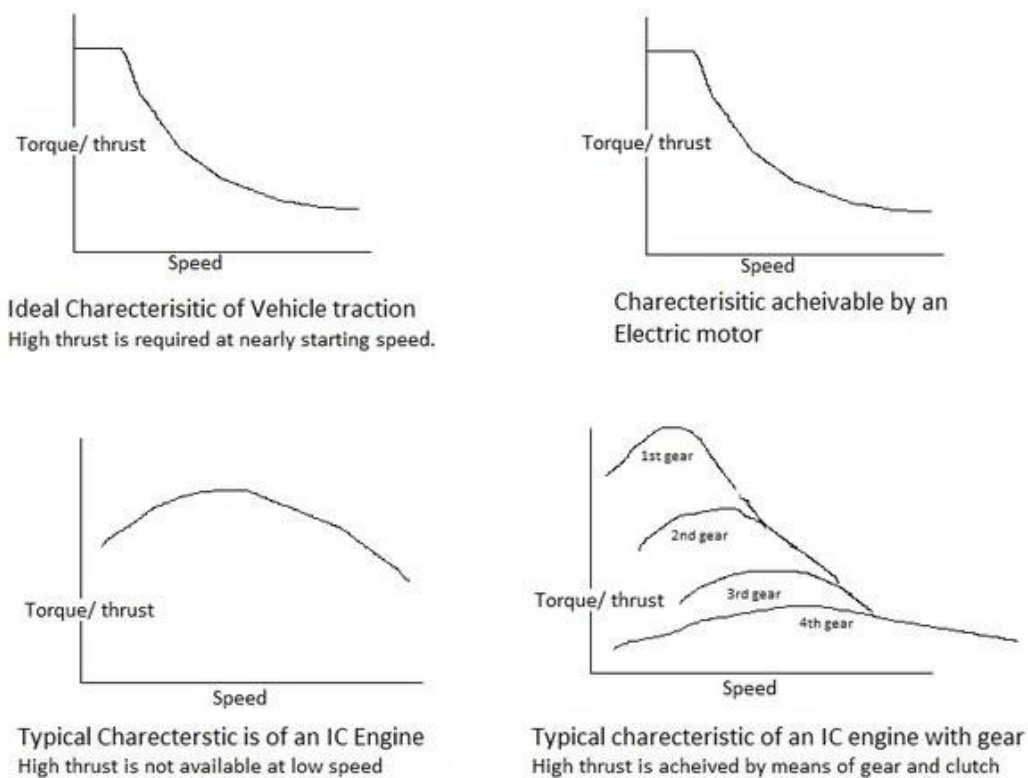 Torque/ thrust
Speed
Ideal Charecterisitic of Vehicle traction
High thrust is required at nearly starting speed.
Torque/ thrust
Speed
Charecterisitic acheivable by an
Electric motor
Torque/ thrust
Speed
Typical Charecterstic is of an IC Engine
High thrust is not available at low speed
1st gear
2nd gear
3rd gear
4th gear
Torque/ thrust
Speed
Typical characteristic of an IC engine with gear
High thrust is acheived by means of gear and clutch